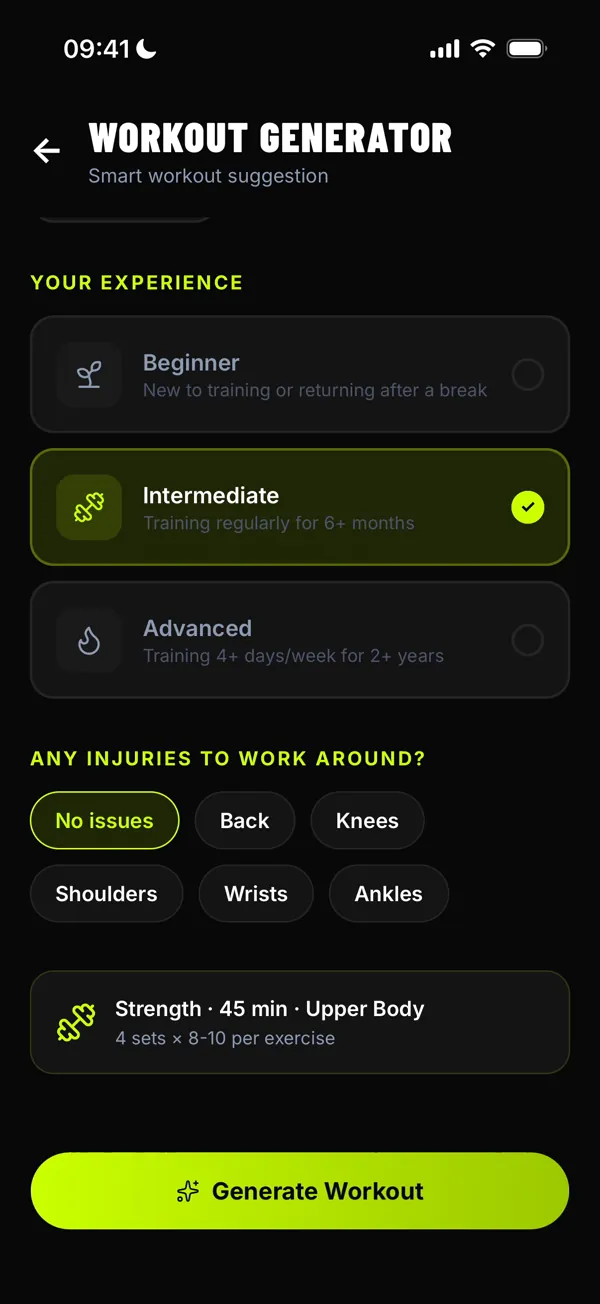 09:41
WORKOUT GENERATOR
Smart workout suggestion
YOUR EXPERIENCE
Beginner
New to training or returning after a break
Intermediate
Training regularly for 6+ months
Advanced
Training 4+ days/week for 2+ years
ANY INJURIES TO WORK AROUND?
No issues Back Knees
Shoulders Wrists Ankles
Strength · 45 min · Upper Body
4 sets × 8-10 per exercise
Generate Workout